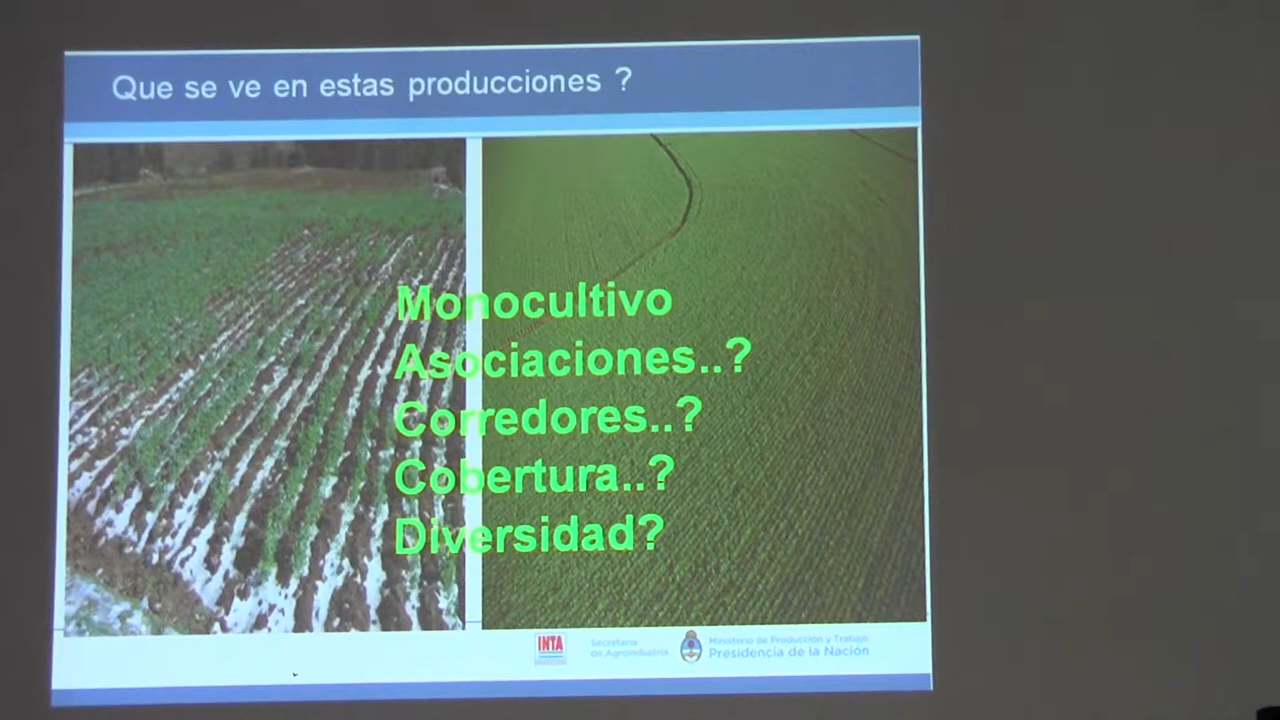 Que se ve en estas producciones ?
Monocultivo
Asociaciones..?
Corredores..?
Cobertura..?
Diversidad?
INTA
Secretaría
de Agroindustria
Ministerio de Producción y Trabajo
Presidencia de la Nación